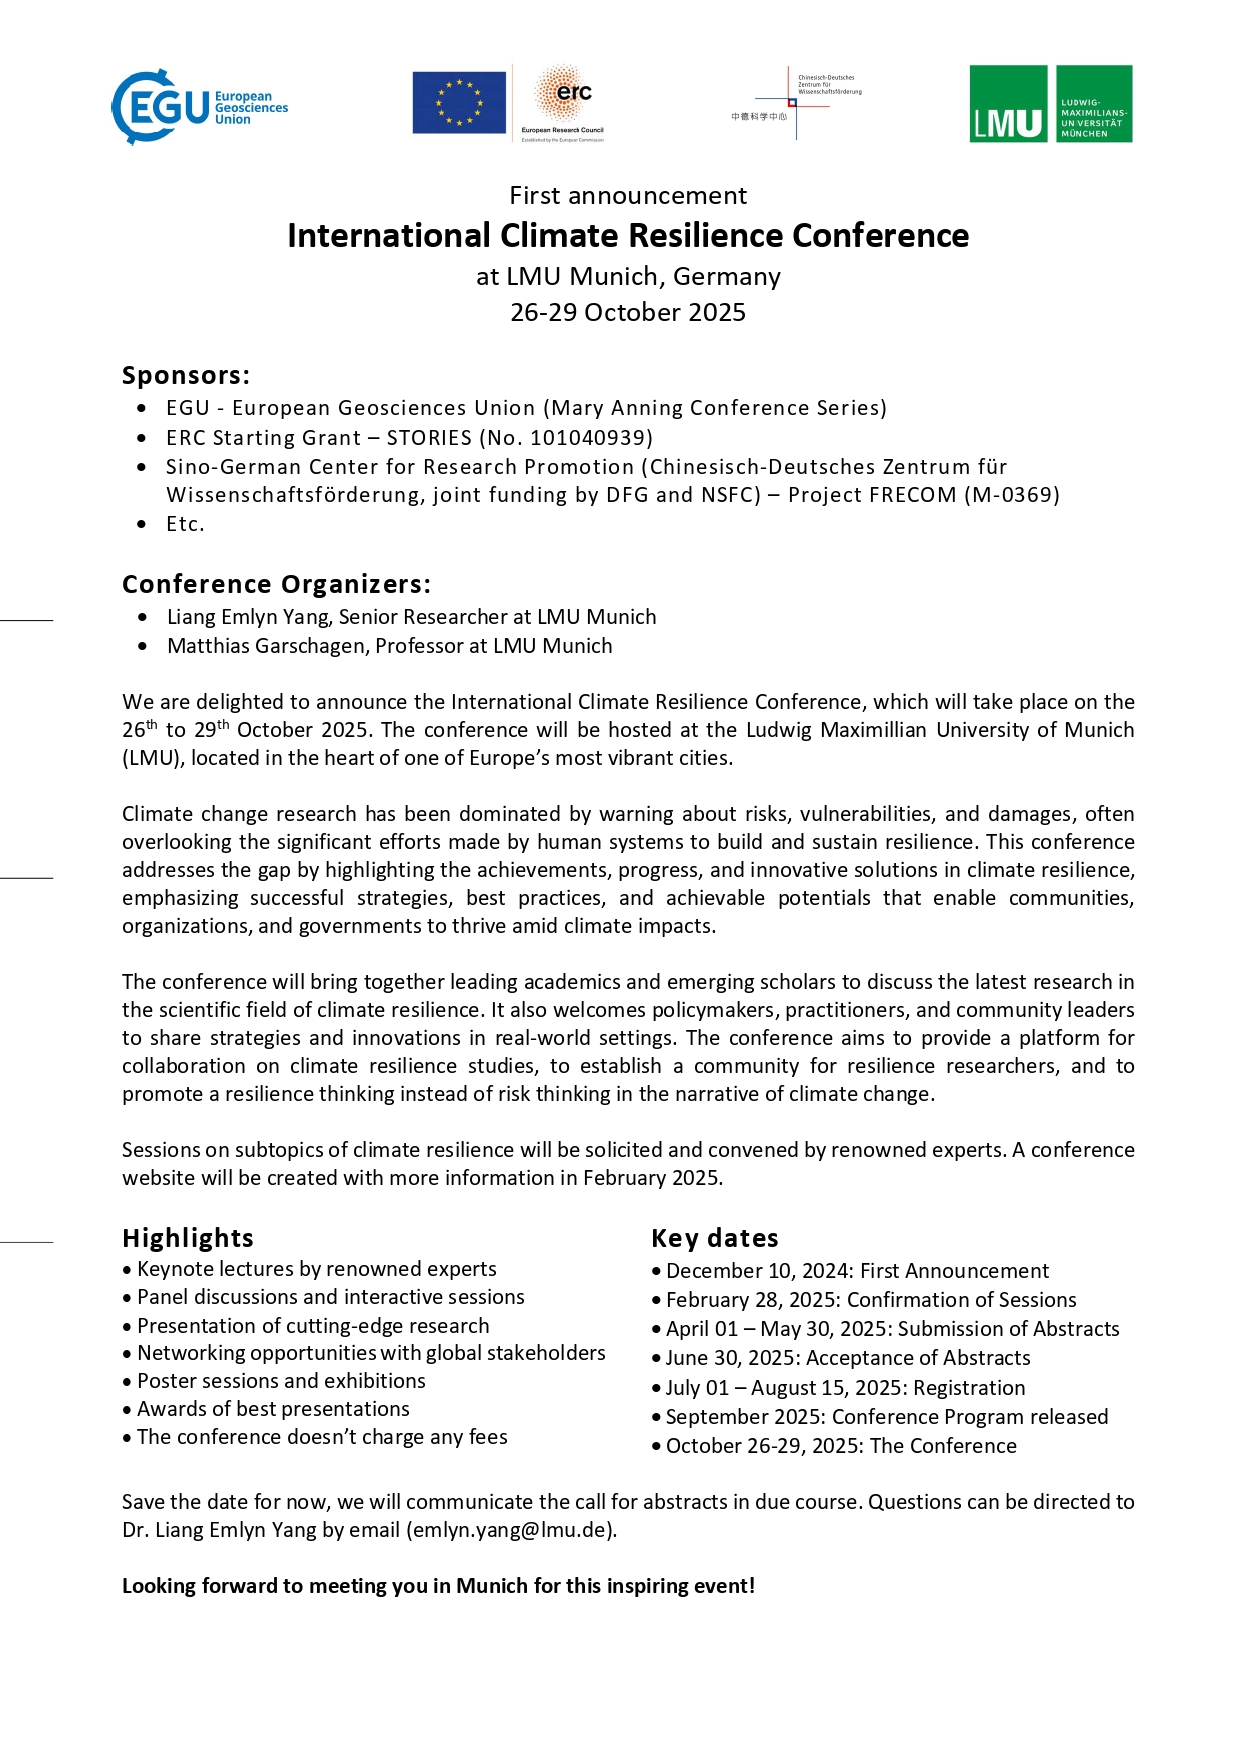 EGU European
Geosciences
Union
erc
European Research Council
Established by the European Commission
Chinesisch-Deutsches
Zentrum für
Wissenschaftsförderung
中德科学中心
LMU
LUDWIG-
MAXIMILIANS-
UN VERSITÄT
MÜNCHEN
First announcement
International Climate Resilience Conference
at LMU Munich, Germany
26-29 October 2025
Sponsors:
• EGU - European Geosciences Union (Mary Anning Conference Series)
• ERC Starting Grant – STORIES (No. 101040939)
• Sino-German Center for Research Promotion (Chinesisch-Deutsches Zentrum für
Wissenschaftsförderung, joint funding by DFG and NSFC) – Project FRECOM (M-0369)
• Etc.
Conference Organizers:
• Liang Emlyn Yang, Senior Researcher at LMU Munich
• Matthias Garschagen, Professor at LMU Munich
We are delighted to announce the International Climate Resilience Conference, which will take place on the
26th to 29th October 2025. The conference will be hosted at the Ludwig Maximillian University of Munich
(LMU), located in the heart of one of Europe’s most vibrant cities.
Climate change research has been dominated by warning about risks, vulnerabilities, and damages, often
overlooking the significant efforts made by human systems to build and sustain resilience. This conference
addresses the gap by highlighting the achievements, progress, and innovative solutions in climate resilience,
emphasizing successful strategies, best practices, and achievable potentials that enable communities,
organizations, and governments to thrive amid climate impacts.
The conference will bring together leading academics and emerging scholars to discuss the latest research in
the scientific field of climate resilience. It also welcomes policymakers, practitioners, and community leaders
to share strategies and innovations in real-world settings. The conference aims to provide a platform for
collaboration on climate resilience studies, to establish a community for resilience researchers, and to
promote a resilience thinking instead of risk thinking in the narrative of climate change.
Sessions on subtopics of climate resilience will be solicited and convened by renowned experts. A conference
website will be created with more information in February 2025.
Highlights
• Keynote lectures by renowned experts
• Panel discussions and interactive sessions
• Presentation of cutting-edge research
• Networking opportunities with global stakeholders
• Poster sessions and exhibitions
• Awards of best presentations
• The conference doesn’t charge any fees
Key dates
• December 10, 2024: First Announcement
• February 28, 2025: Confirmation of Sessions
• April 01 – May 30, 2025: Submission of Abstracts
• June 30, 2025: Acceptance of Abstracts
• July 01 – August 15, 2025: Registration
• September 2025: Conference Program released
• October 26-29, 2025: The Conference
Save the date for now, we will communicate the call for abstracts in due course. Questions can be directed to
Dr. Liang Emlyn Yang by email (emlyn.yang@lmu.de).
Looking forward to meeting you in Munich for this inspiring event!